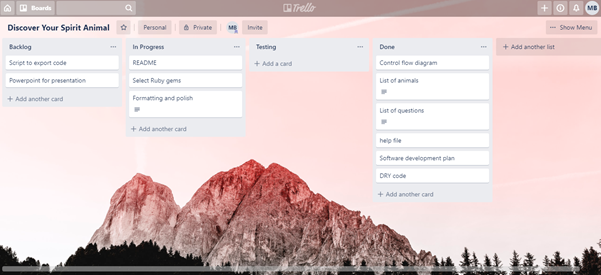 Boards
Trello
MB
Discover Your Spirit Animal
Personal
Private
MB
Invite
Show Menu
Backlog
Script to export code
Powerpoint for presentation
+ Add another card
In Progress
README
Select Ruby gems
Formatting and polish
+ Add another card
Testing
+ Add a card
Done
Control flow diagram
List of animals
List of questions
help file
Software development plan
DRY code
+ Add another card
+ Add another list